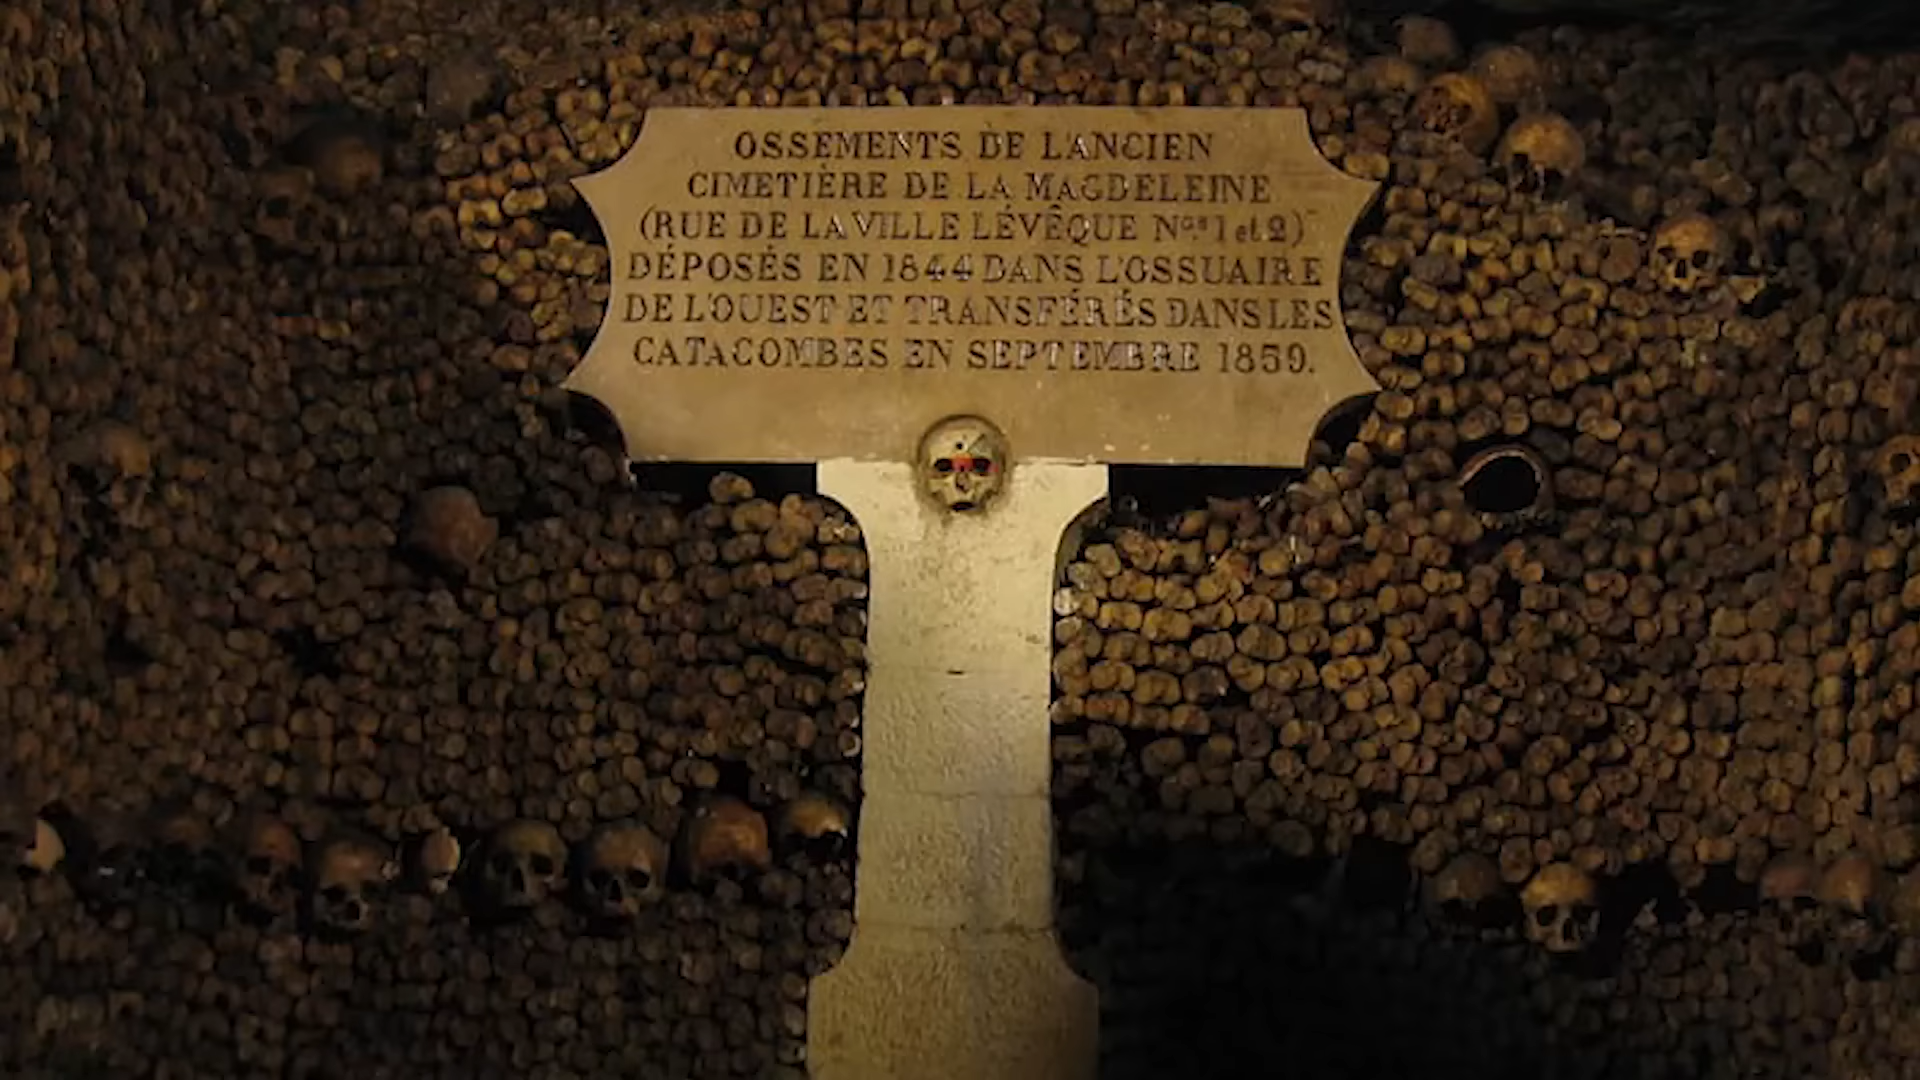 OSSEMENTS DE L'ANCIEN
CIMETIÈRE DE LA MAGDELEINE
(RUE DE LA VILLE LÉVÊQUE Nos 1 et 2)
DÉPOSÉS EN 1844 DANS L'OSSUAIRE
DE L'OUEST ET TRANSFÉRÉS DANS LES
CATACOMBES EN SEPTEMBRE 1859.